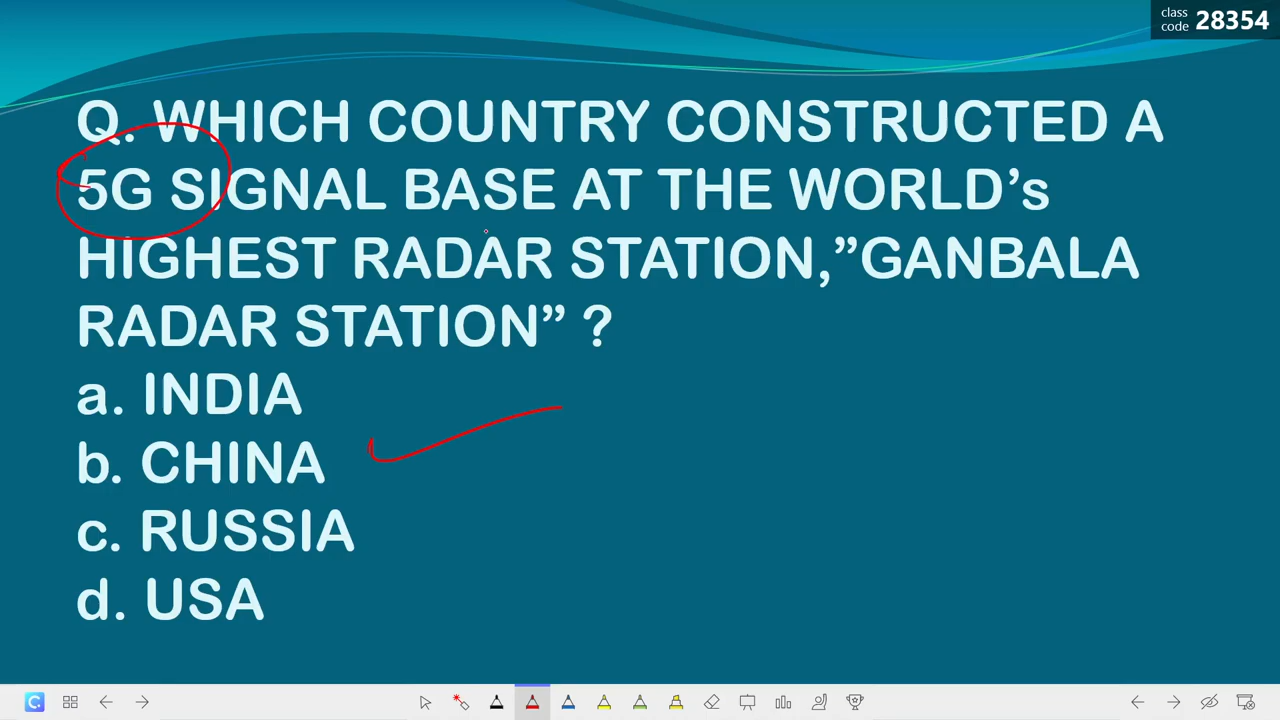 class
code 28354
Q. WHICH COUNTRY CONSTRUCTED A
5G SIGNAL BASE AT THE WORLD’s
HIGHEST RADAR STATION,”GANBALA
RADAR STATION” ?
a. INDIA
b. CHINA
c. RUSSIA
d. USA